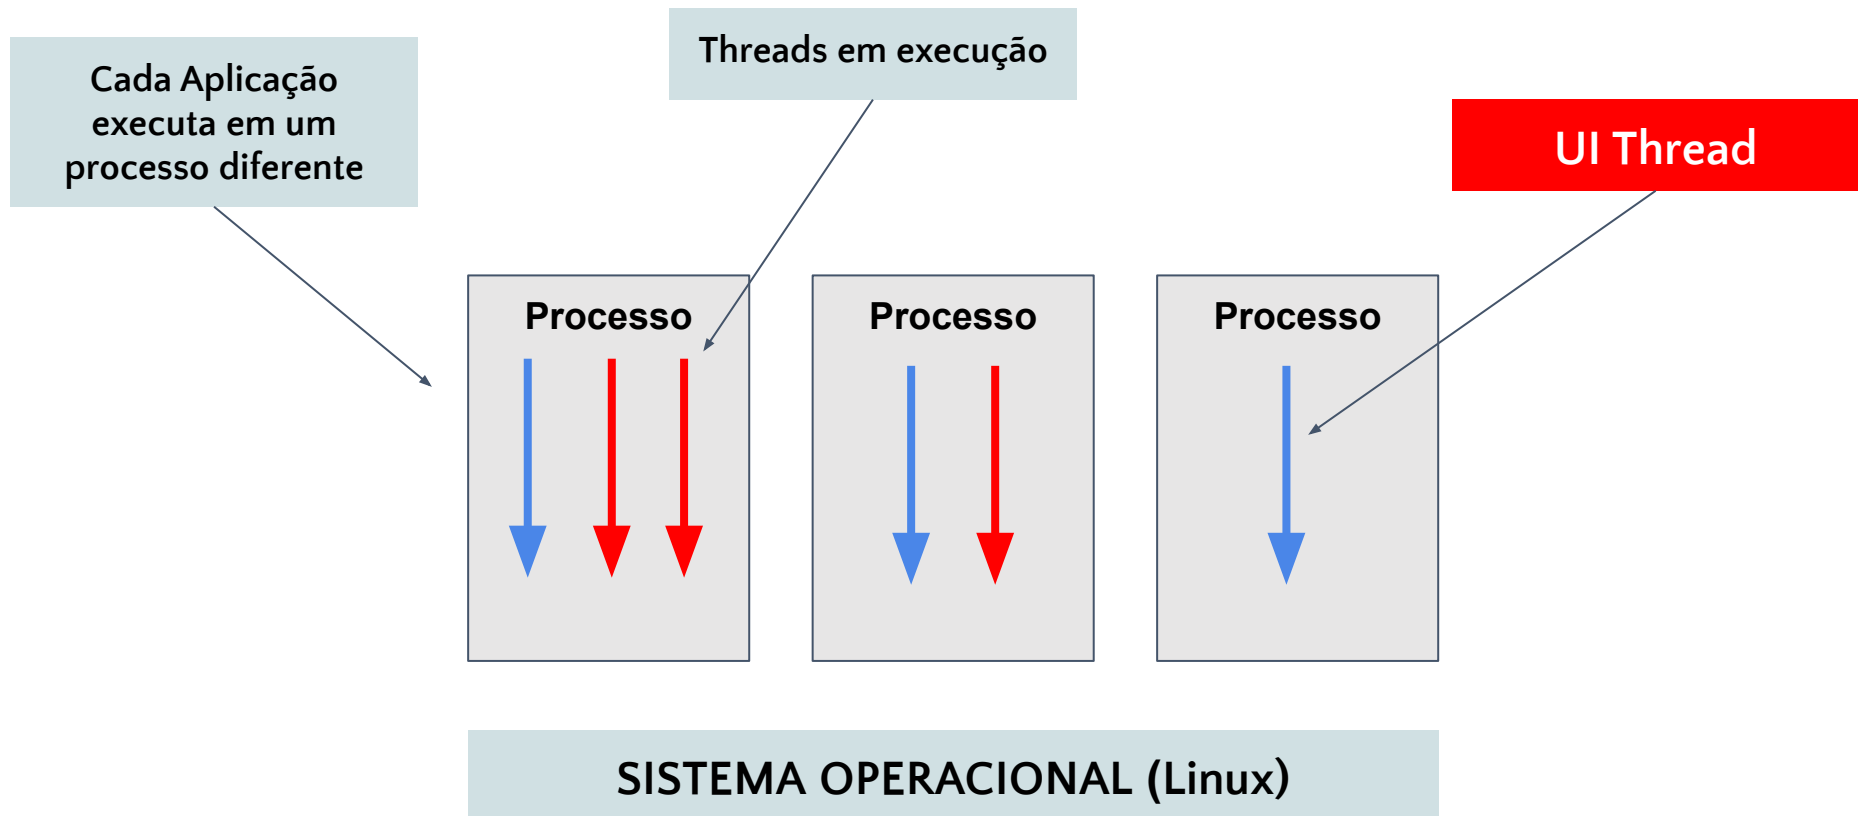 Cada Aplicação
executa em um
processo diferente
Threads em execução
UI Thread
Processo
Processo
Processo
SISTEMA OPERACIONAL (Linux)